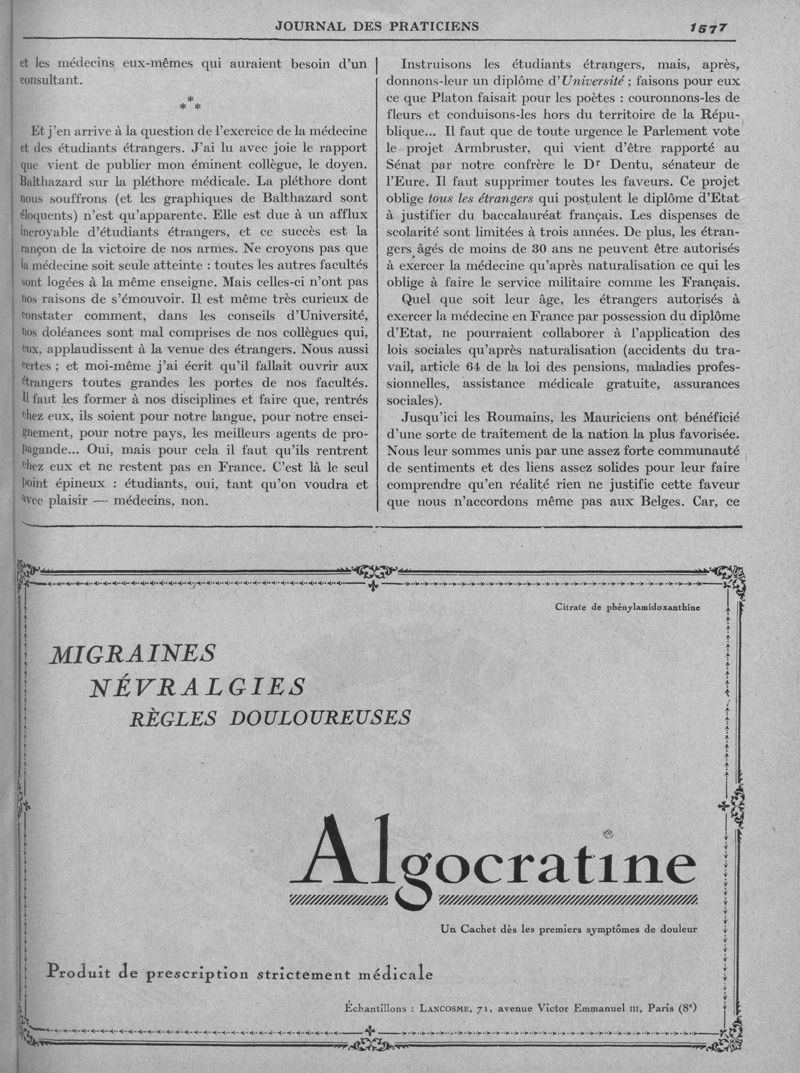 JOURNAL DES PRATICIENS
1577
et les médecins eux-mêmes qui auraient besoin d'un
consultant.
*
* *
Et j'en arrive à la question de l'exercice de la médecine
et des étudiants étrangers. J'ai lu avec joie le rapport
que vient de publier mon éminent collègue, le doyen.
Balthazard sur la pléthore médicale. La pléthore dont
nous souffrons (et les graphiques de Balthazard sont
éloquents) n'est qu'apparente. Elle est due à un afflux
incroyable d'étudiants étrangers, et ce succès est la
rançon de la victoire de nos armes. Ne croyons pas que
la médecine soit seule atteinte : toutes les autres facultés
sont logées à la même enseigne. Mais celles-ci n'ont pas
nos raisons de s'émouvoir. Il est même très curieux de
constater comment, dans les conseils d'Université,
nos doléances sont mal comprises de nos collègues qui,
eux, applaudissent à la venue des étrangers. Nous aussi
certes ; et moi-même j'ai écrit qu'il fallait ouvrir aux
étrangers toutes grandes les portes de nos facultés.
Il faut les former à nos disciplines et faire que, rentrés
chez eux, ils soient pour notre langue, pour notre ensei-
gnement, pour notre pays, les meilleurs agents de pro-
pagande... Oui, mais pour cela il faut qu'ils rentrent
chez eux et ne restent pas en France. C'est là le seul
point épineux : étudiants, oui, tant qu'on voudra et
avec plaisir — médecins, non.
Instruisons les étudiants étrangers, mais, après,
donnons-leur un diplôme d'Université ; faisons pour eux
ce que Platon faisait pour les poètes : couronnons-les de
fleurs et conduisons-les hors du territoire de la Répu-
blique... Il faut que de toute urgence le Parlement vote
le projet Armbruster, qui vient d'être rapporté au
Sénat par notre confrère le Dr Dentu, sénateur de
l'Eure. Il faut supprimer toutes les faveurs. Ce projet
oblige tous les étrangers qui postulent le diplôme d'Etat
à justifier du baccalauréat français. Les dispenses de
scolarité sont limitées à trois années. De plus, les étran-
gers âgés de moins de 30 ans ne peuvent être autorisés
à exercer la médecine qu'après naturalisation ce qui les
oblige à faire le service militaire comme les Français.
Quel que soit leur âge, les étrangers autorisés à
exercer la médecine en France par possession du diplôme
d'Etat, ne pourraient collaborer à l'application des
lois sociales qu'après naturalisation (accidents du tra-
vail, article 64 de la loi des pensions, maladies profes-
sionnelles, assistance médicale gratuite, assurances
sociales).
Jusqu'ici les Roumains, les Mauriciens ont bénéficié
d'une sorte de traitement de la nation la plus favorisée.
Nous leur sommes unis par une assez forte communauté
de sentiments et des liens assez solides pour leur faire
comprendre qu'en réalité rien ne justifie cette faveur
que nous n'accordons même pas aux Belges. Car, ce
Citrate de phénylamidoxanthine
MIGRAINES
NÉVRALGIES
RÈGLES DOULOUREUSES
Algocratine
Un Cachet dès les premiers symptômes de douleur
Produit de prescription strictement médicale
Échantillons : LANCOSME, 71, avenue Victor Emmanuel III, Paris (8e)